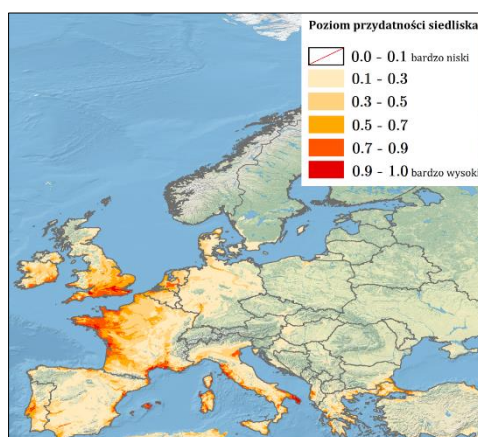 Poziom przydatności siedliska
0.0 - 0.1 bardzo niski
0.1 - 0.3
0.3 - 0.5
0.5 - 0.7
0.7 - 0.9
0.9 - 1.0 bardzo wysoki